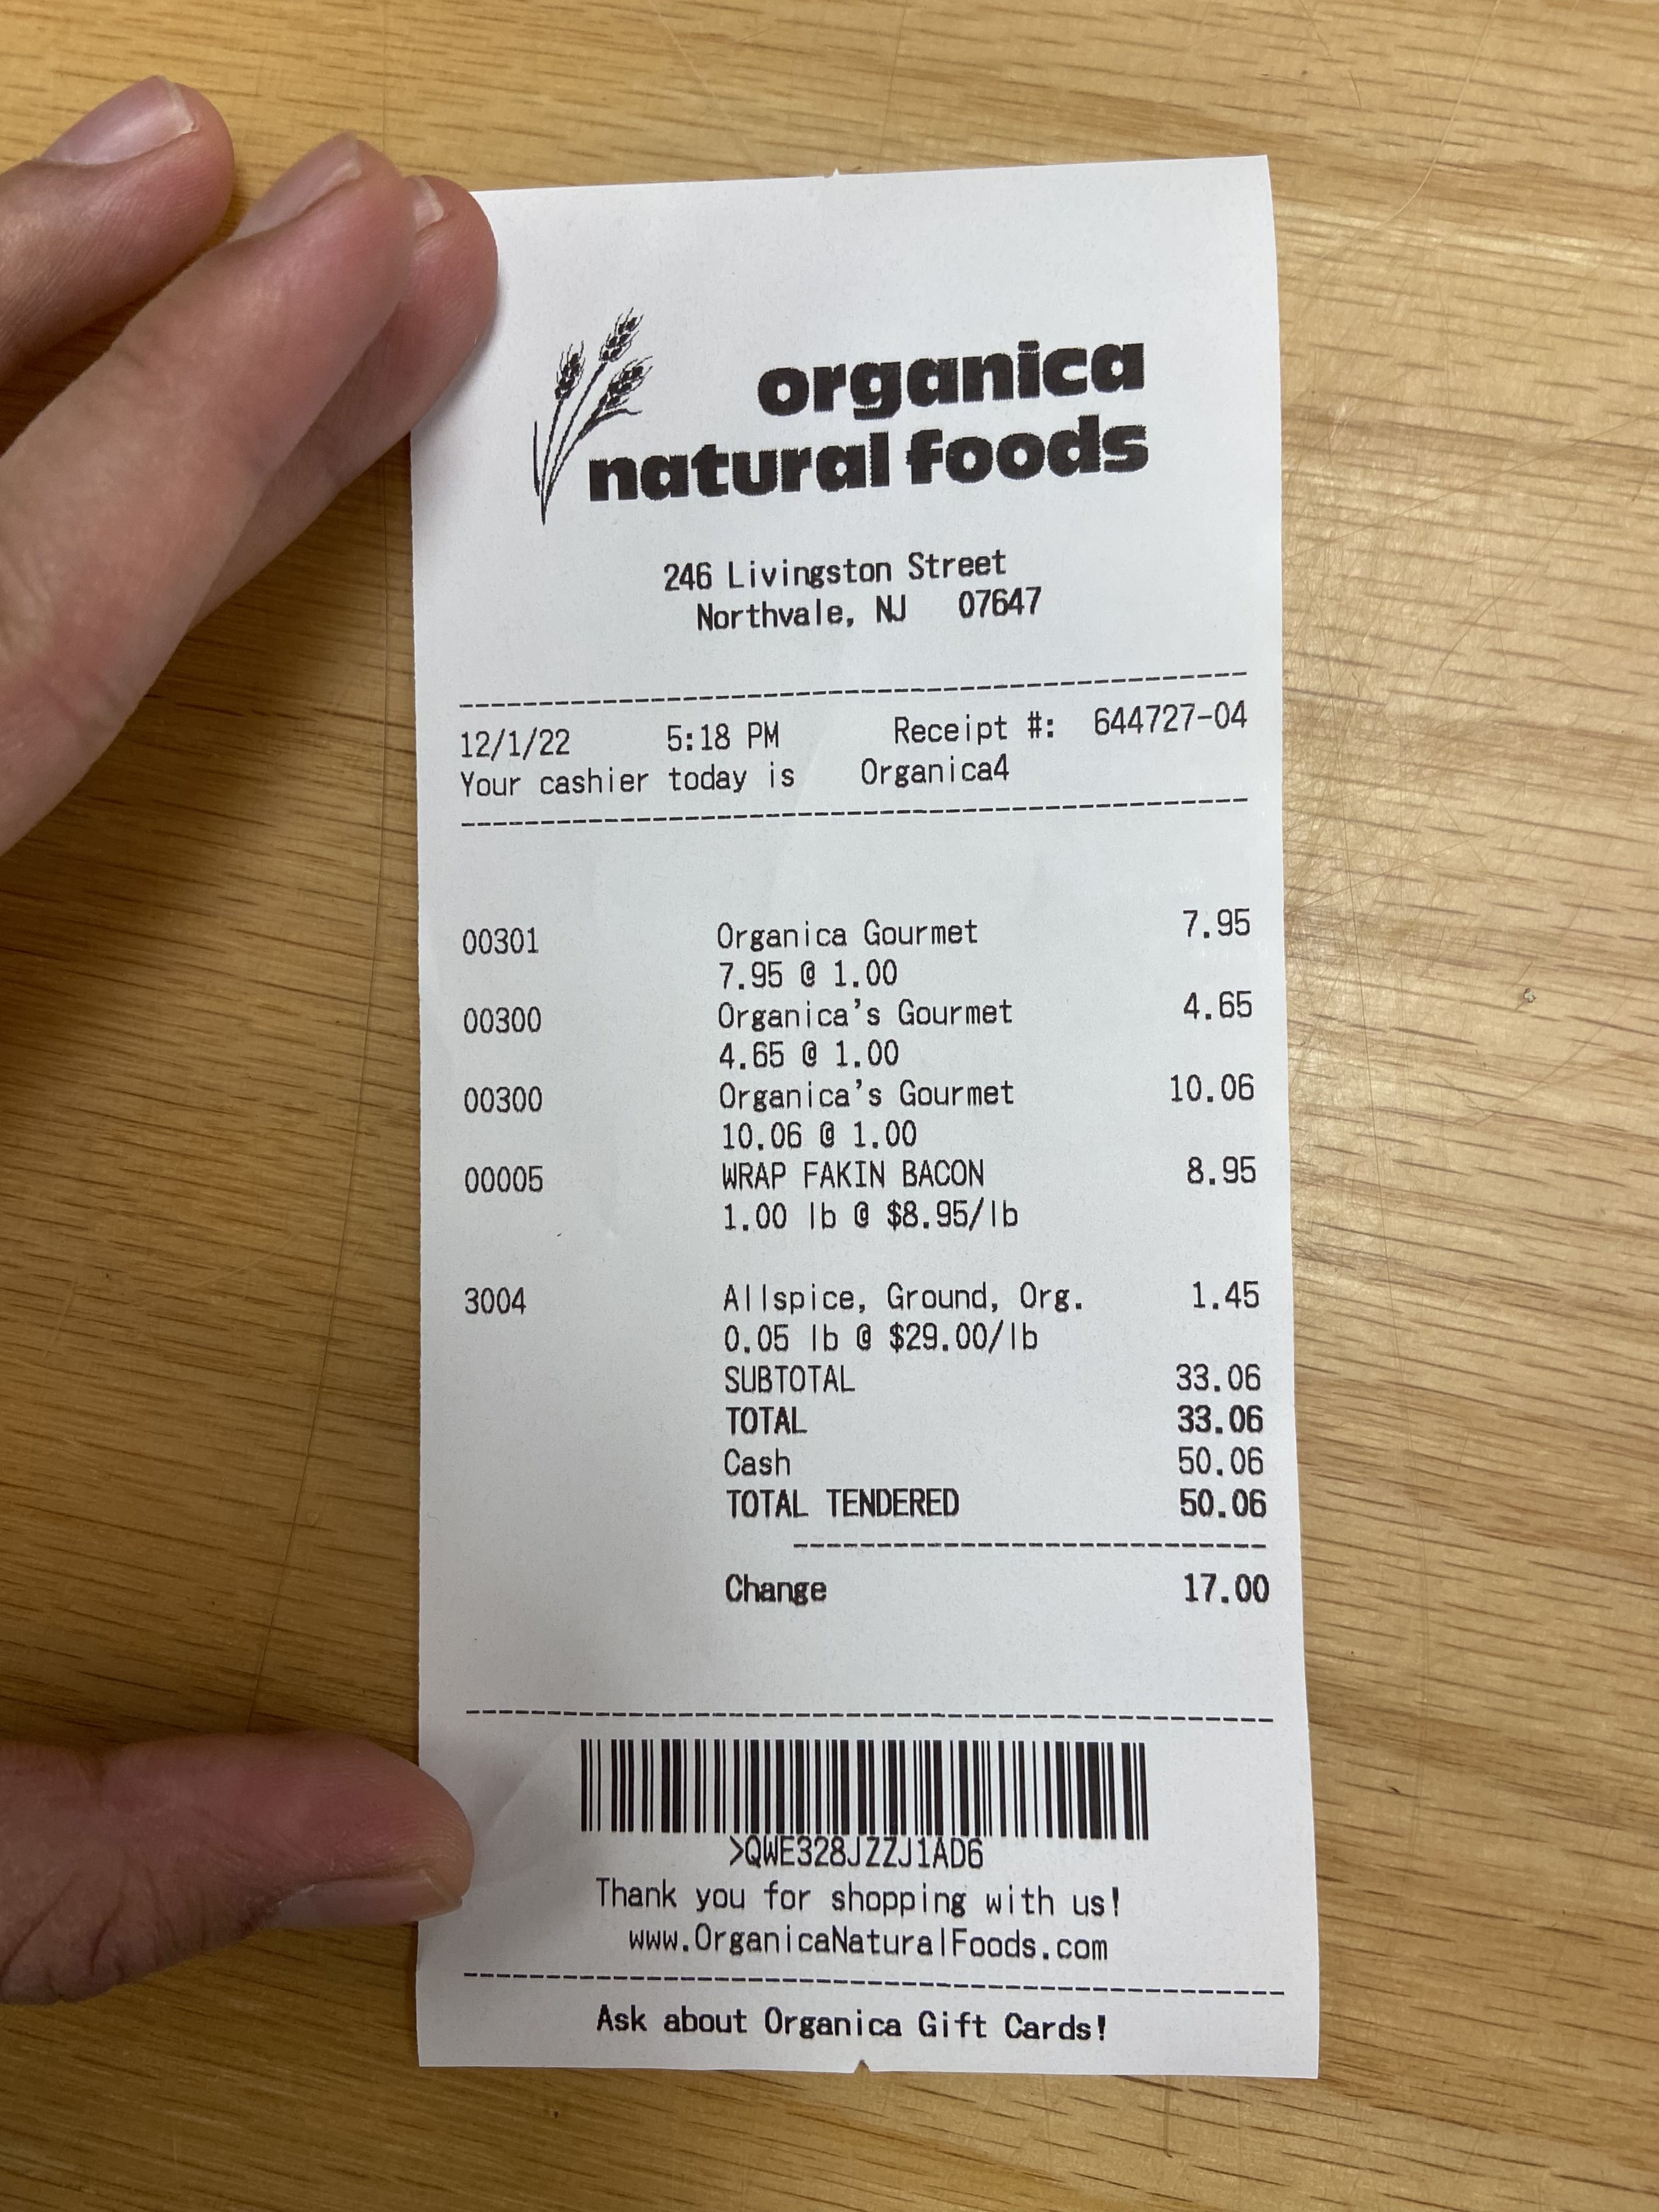 organica
natural foods
246 Livingston Street
Northvale, NJ 07647
12/1/22 5:18 PM Receipt #: 644727-04
Your cashier today is Organica4
00301 Organica Gourmet 7.95
7.95 @ 1.00
00300 Organica's Gourmet 4.65
4.65 @ 1.00
00300 Organica's Gourmet 10.06
10.06 @ 1.00
00005 WRAP FAKIN BACON 8.95
1.00 lb @ $8.95/lb
3004 Allspice, Ground, Org. 1.45
0.05 lb @ $29.00/lb
SUBTOTAL 33.06
TOTAL 33.06
Cash 50.06
TOTAL TENDERED 50.06
Change 17.00
>QWE328JZZJ1AD6
Thank you for shopping with us!
www.OrganicaNaturalFoods.com
Ask about Organica Gift Cards!